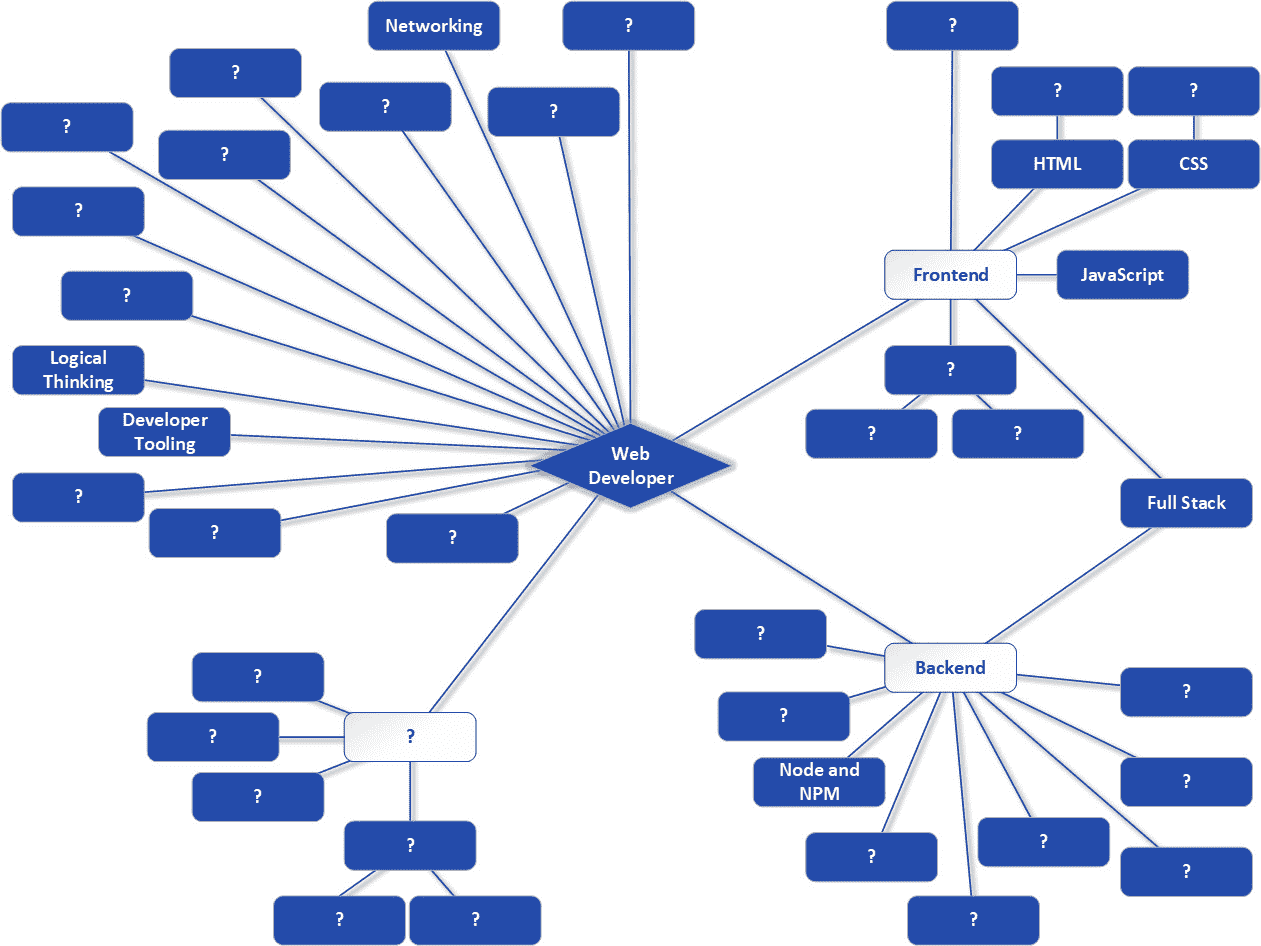 Networking
?
?
?
?
?
?
?
?
?
?
?
HTML
CSS
?
Frontend
JavaScript
?
Logical
Thinking
?
Developer
Tooling
?
?
Web
Developer
?
Full Stack
?
?
?
Backend
?
?
?
?
?
Node and
NPM
?
?
?
?
?
?
?
?
?